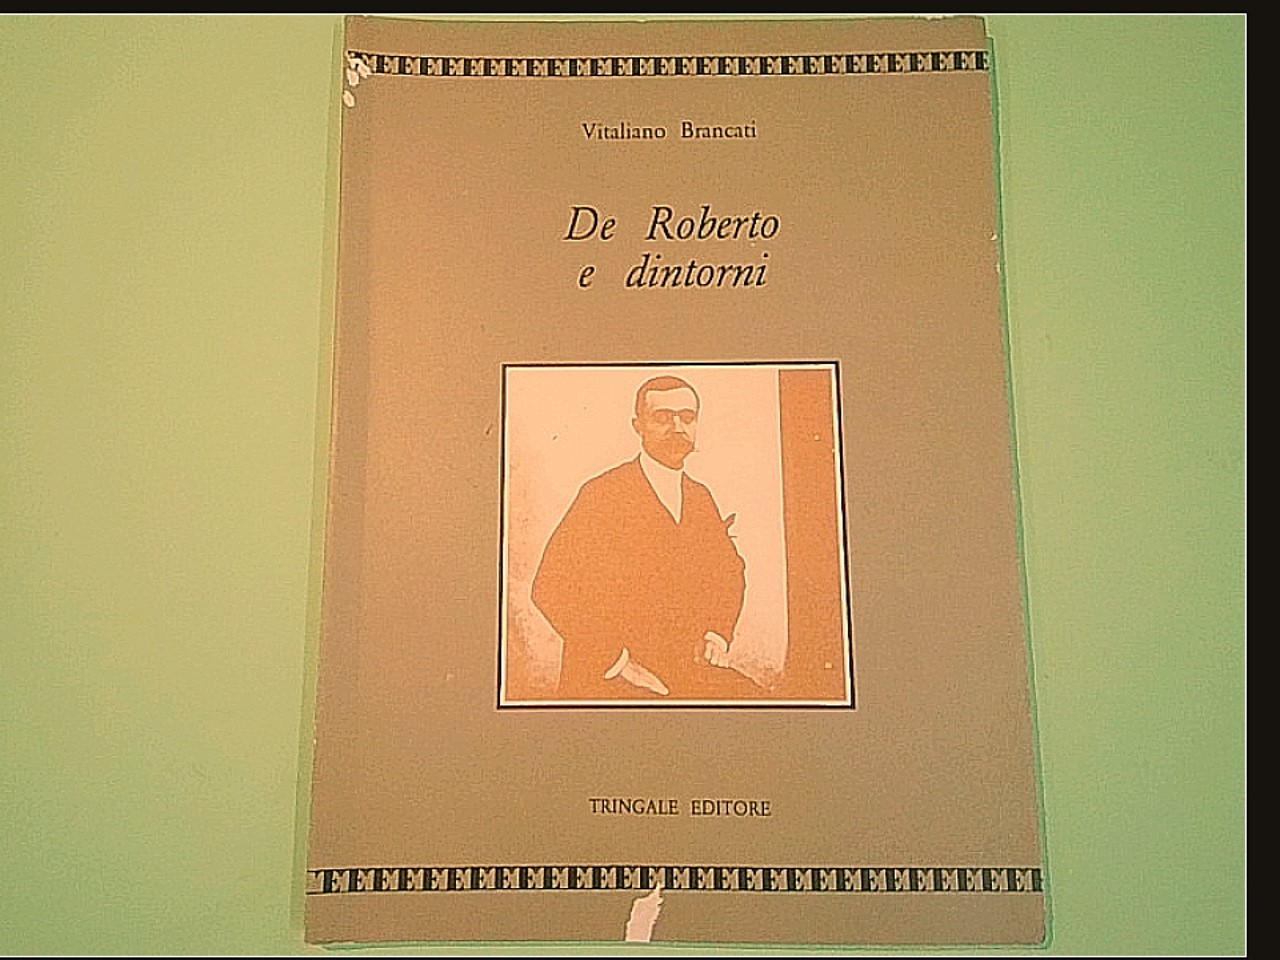 Vitaliano Brancati
De Roberto
e dintorni
TRINGALE EDITORE